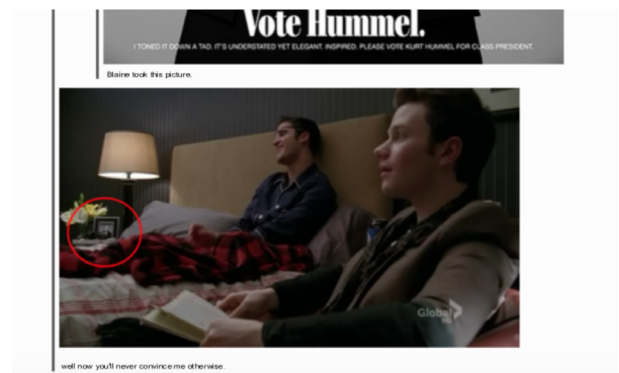 Vote Hummel.
I TONED IT DOWN A TAD. IT'S UNDERSTATED YET ELEGANT. INSPIRED. PLEASE VOTE KURT HUMMEL FOR CLASS PRESIDENT.
Blaine took this picture.
Global
HD
well now you'll never convince me otherwise.